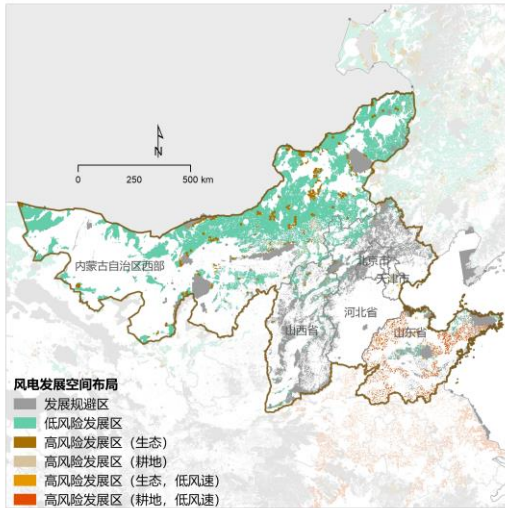 N
0 250 500 km
内蒙古自治区西部
北京市
天津市
河北省
山西省
山东省
风电发展空间布局
发展规避区
低风险发展区
高风险发展区（生态）
高风险发展区（耕地）
高风险发展区（生态，低风速）
高风险发展区（耕地，低风速）